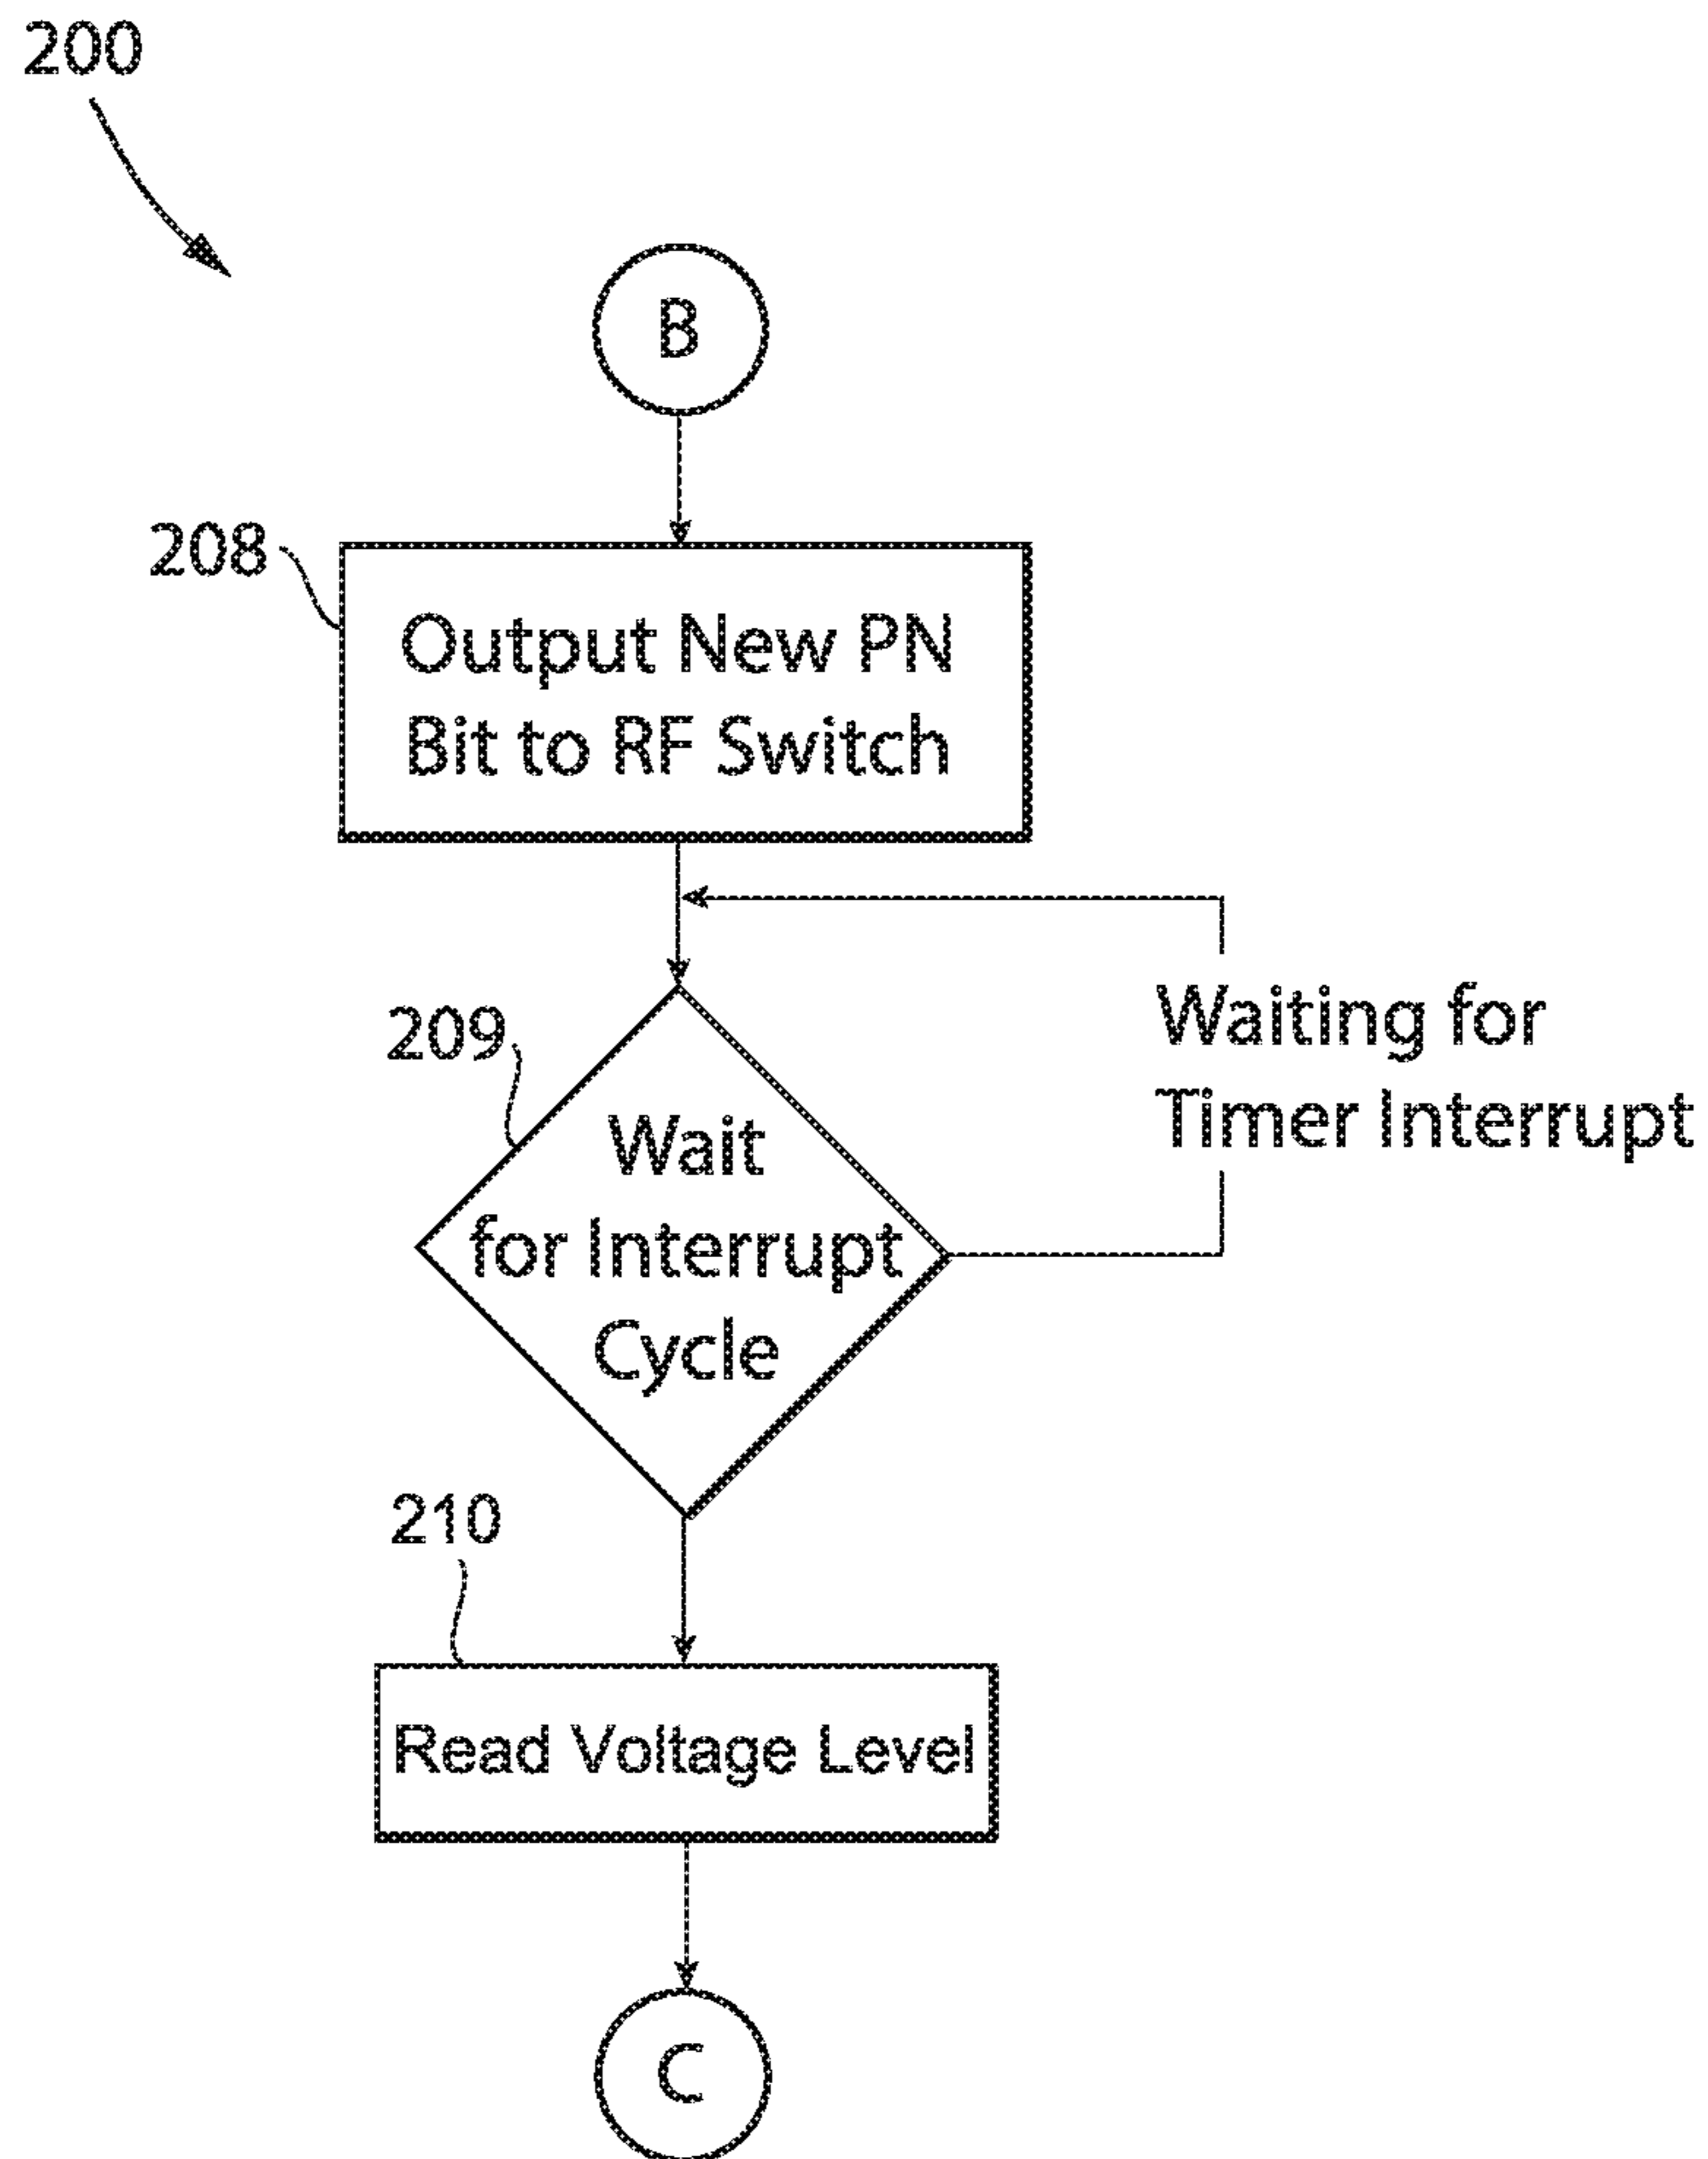 200
B
208
Output New PN
Bit to RF Switch
209
Wait
for Interrupt
Cycle
Waiting for
Timer Interrupt
210
Read Voltage Level
C